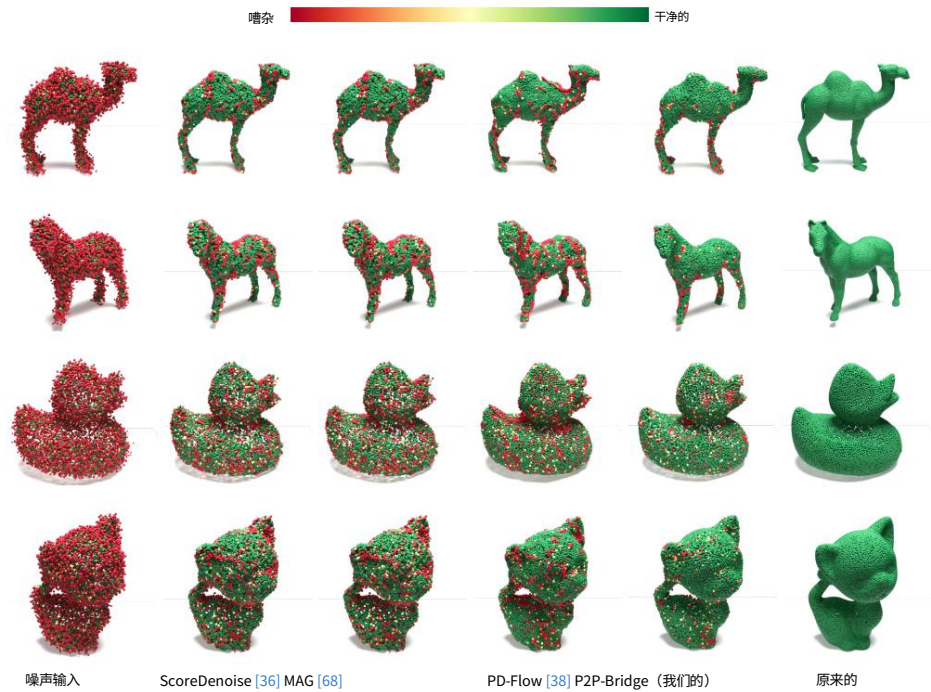 嘈杂 干净的
噪声输入 ScoreDenoise [36] MAG [68] PD-Flow [38] P2P-Bridge（我们的） 原来的